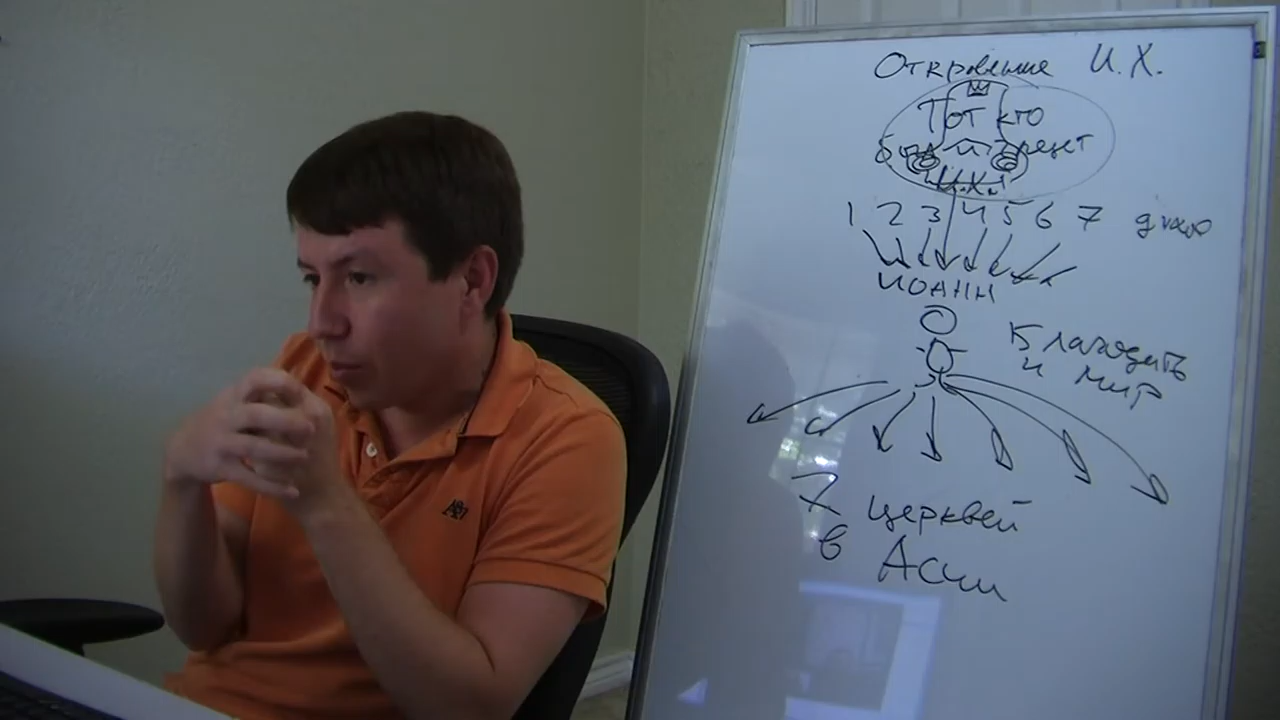 Откровение И.Х.
Тот кто
был и грядет
И.Х.
1 2 3 4 5 6 7 духов
ИОАНН
Благодать
и мир
7 церквей
в Асии